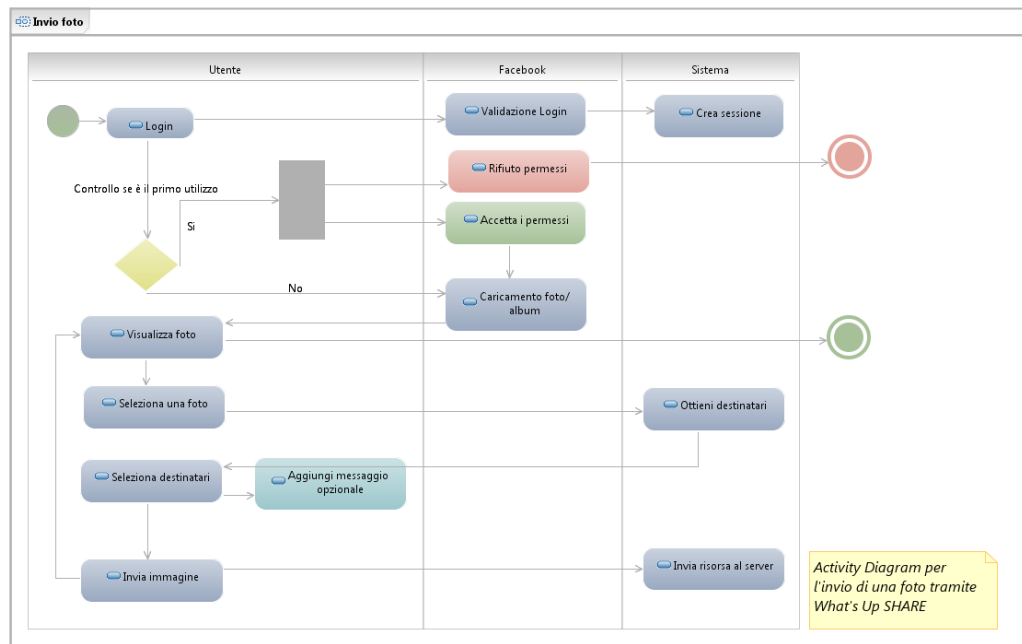 Invio foto
Utente
Facebook
Sistema
Login
Validazione Login
Crea sessione
Rifiuto permessi
Controllo se è il primo utilizzo
Si
Accetta i permessi
No
Caricamento foto/
album
Visualizza foto
Seleziona una foto
Ottieni destinatari
Seleziona destinatari
Aggiungi messaggio
opzionale
Invia immagine
Invia risorsa al server
Activity Diagram per
l'invio di una foto tramite
What's Up SHARE